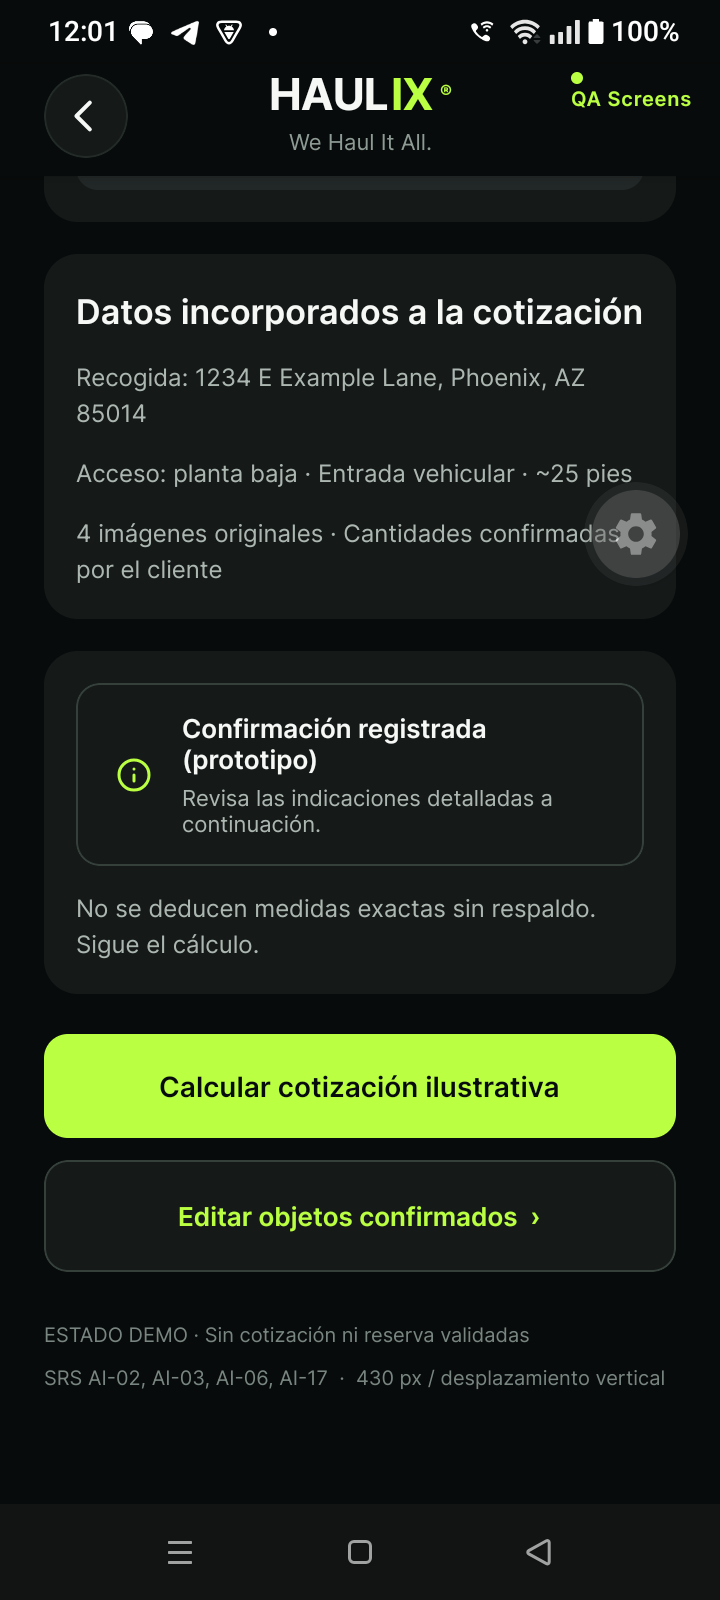 12:01 100%
HAULIX ®
QA Screens
We Haul It All.
Datos incorporados a la cotización
Recogida: 1234 E Example Lane, Phoenix, AZ
85014
Acceso: planta baja · Entrada vehicular · ~25 pies
4 imágenes originales · Cantidades confirmadas
por el cliente
Confirmación registrada
(prototipo)
Revisa las indicaciones detalladas a
continuación.
No se deducen medidas exactas sin respaldo.
Sigue el cálculo.
Calcular cotización ilustrativa
Editar objetos confirmados ›
ESTADO DEMO · Sin cotización ni reserva validadas
SRS AI-02, AI-03, AI-06, AI-17 · 430 px / desplazamiento vertical